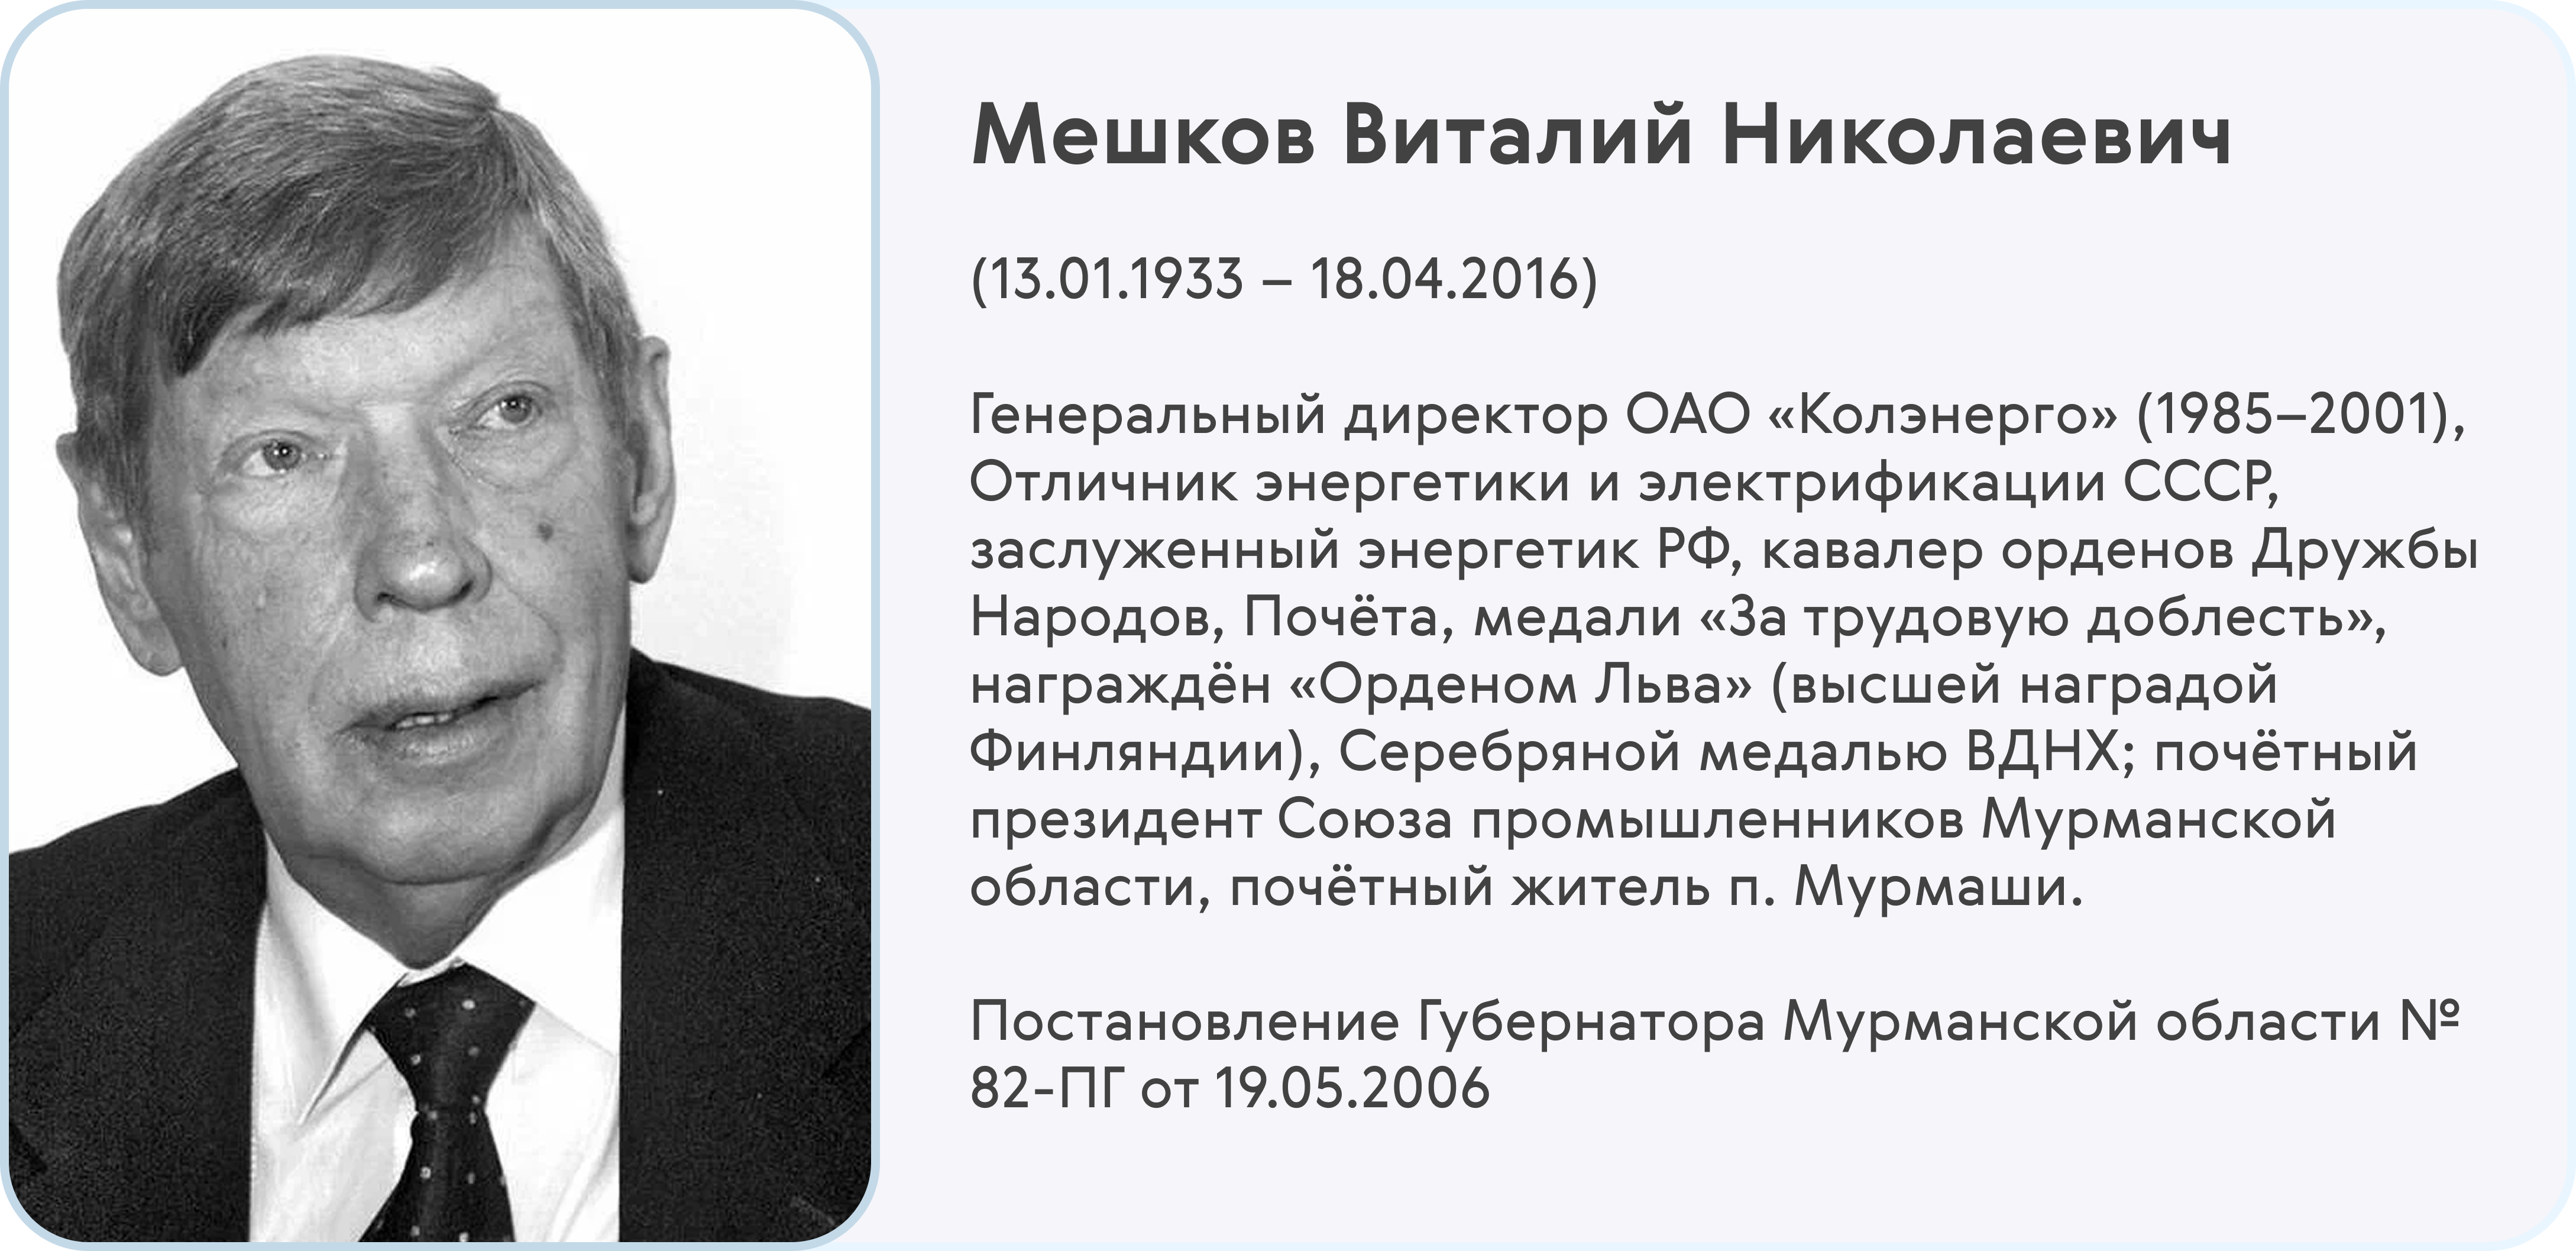 Мешков Виталий Николаевич
(13.01.1933 – 18.04.2016)
Генеральный директор ОАО «Колэнерго» (1985–2001),
Отличник энергетики и электрификации СССР,
заслуженный энергетик РФ, кавалер орденов Дружбы
Народов, Почёта, медали «За трудовую доблесть»,
награждён «Орденом Льва» (высшей наградой
Финляндии), Серебряной медалью ВДНХ; почётный
президент Союза промышленников Мурманской
области, почётный житель п. Мурмаши.
Постановление Губернатора Мурманской области №
82-ПГ от 19.05.2006